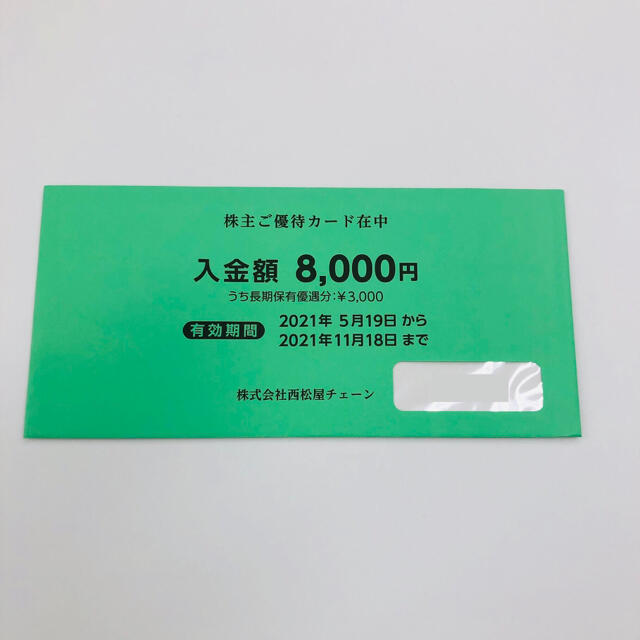 株主ご優待カード在中
入金額 8,000円
うち長期保有優遇分:¥3,000
有効期間 2021年 5月19日 から
2021年11月18日 まで
株式会社西松屋チェーン